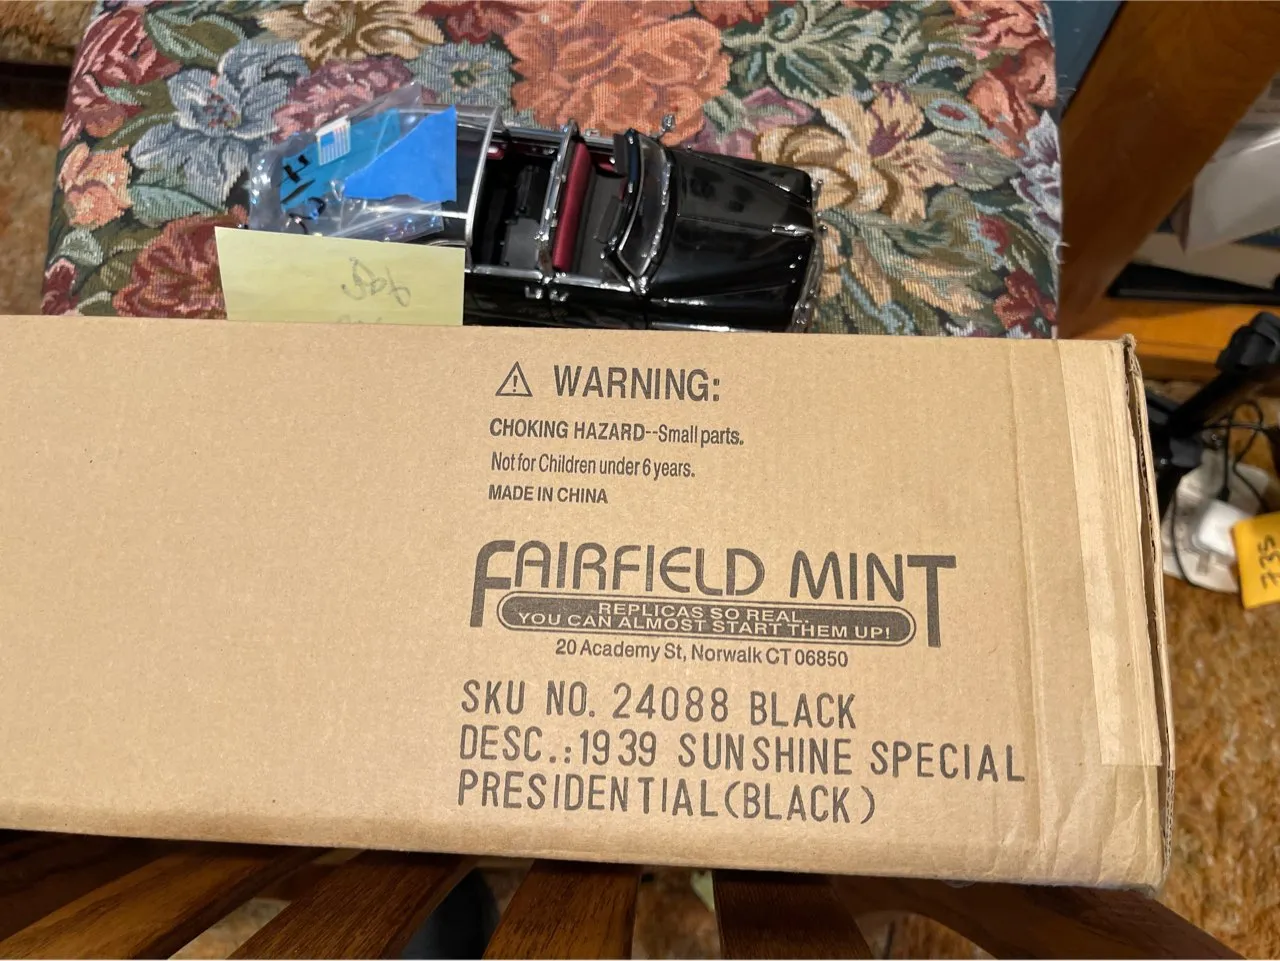 WARNING:
CHOKING HAZARD--Small parts.
Not for Children under 6 years.
MADE IN CHINA
FAIRFIELD MINT
REPLICAS SO REAL.
YOU CAN ALMOST START THEM UP!
20 Academy St, Norwalk CT 06850
SKU NO. 24088 BLACK
DESC.:1939 SUNSHINE SPECIAL
PRESIDENTIAL(BLACK)
735